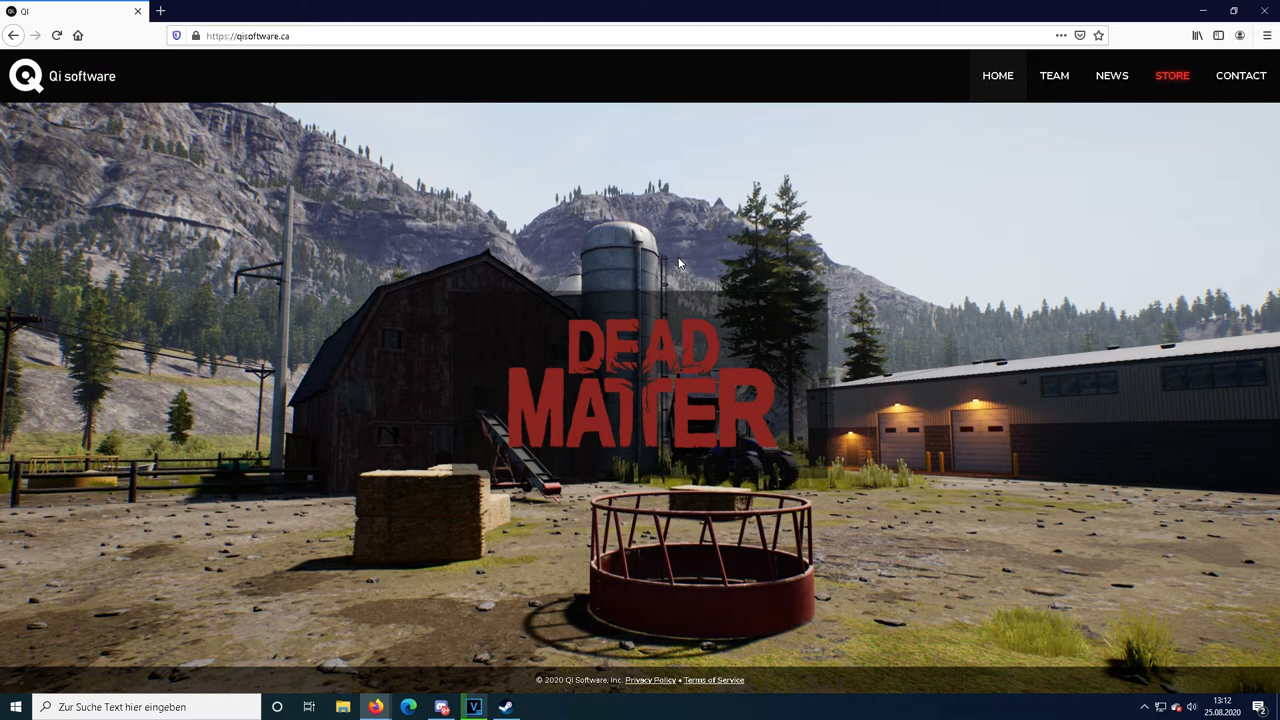 QI
https://qisoftware.ca
Qi software
HOME TEAM NEWS STORE CONTACT
DEAD
MATTER
© 2020 QI Software, Inc. Privacy Policy • Terms of Service
Zur Suche Text hier eingeben
13:12
25.08.2020
2